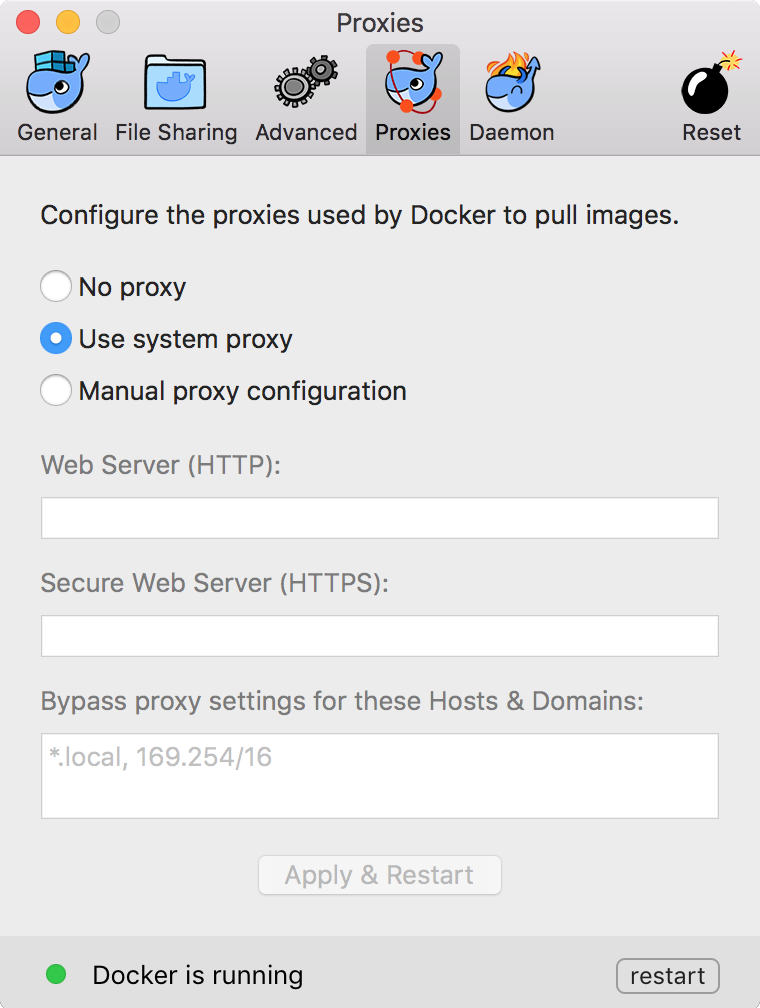 Proxies
General
File Sharing
Advanced
Proxies
Daemon
Reset
Configure the proxies used by Docker to pull images.
No proxy
Use system proxy
Manual proxy configuration
Web Server (HTTP):
Secure Web Server (HTTPS):
Bypass proxy settings for these Hosts & Domains:
*.local, 169.254/16
Apply & Restart
Docker is running
restart